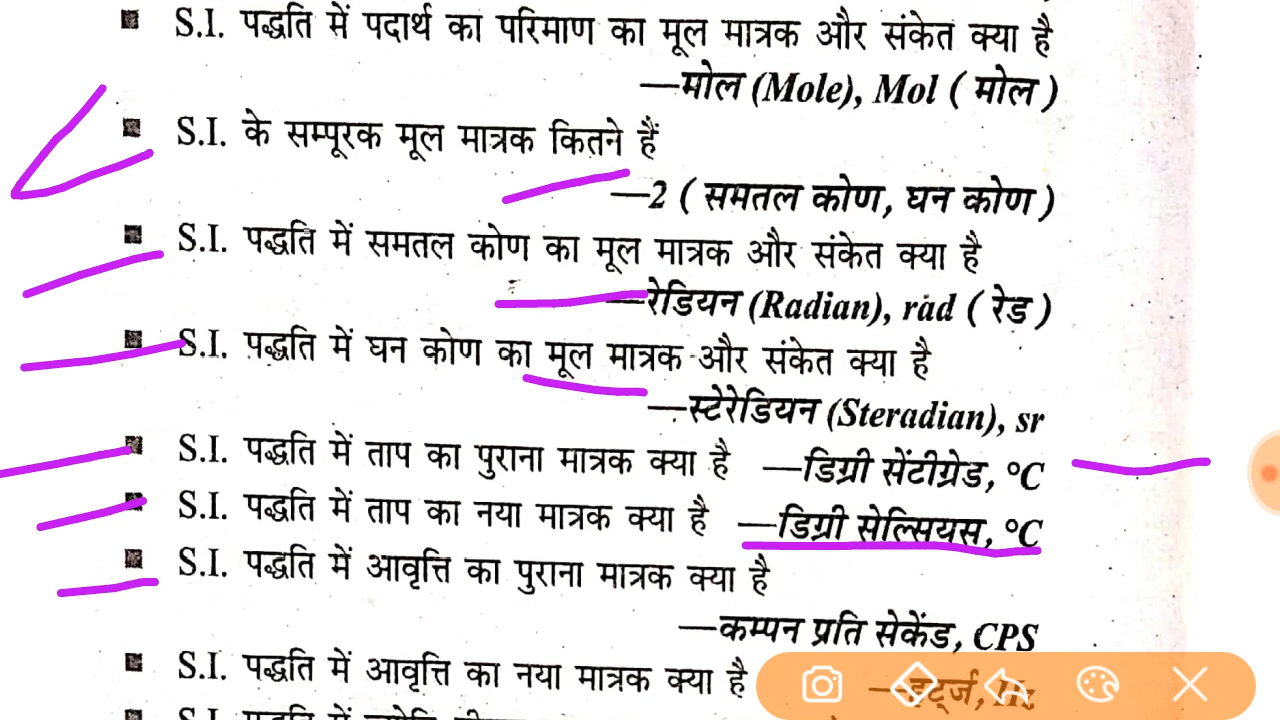 S.I. पद्धति में पदार्थ का परिमाण का मूल मात्रक और संकेत क्या है
—मोल (Mole), Mol ( मोल )
S.I. के सम्पूरक मूल मात्रक कितने हैं
—2 ( समतल कोण, घन कोण )
S.I. पद्धति में समतल कोण का मूल मात्रक और संकेत क्या है
—रेडियन (Radian), rad ( रेड )
S.I. पद्धति में घन कोण का मूल मात्रक और संकेत क्या है
—स्टेरेडियन (Steradian), sr
S.I. पद्धति में ताप का पुराना मात्रक क्या है —डिग्री सेंटीग्रेड, °C
S.I. पद्धति में ताप का नया मात्रक क्या है —डिग्री सेल्सियस, °C
S.I. पद्धति में आवृत्ति का पुराना मात्रक क्या है
—कम्पन प्रति सेकेंड, CPS
S.I. पद्धति में आवृत्ति का नया मात्रक क्या है